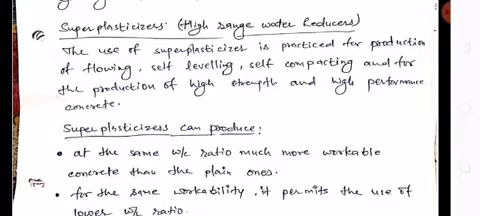 Superplasticizers: (High range water Reducers)
The use of superplasticizer is practiced for production
of flowing, self levelling, self compacting and for
the production of high strength and high performance
concrete.
Superplasticizers can produce:
• at the same w/c ratio much more workable
concrete than the plain ones.
• for the same workability, it permits the use of
lower w/c ratio.